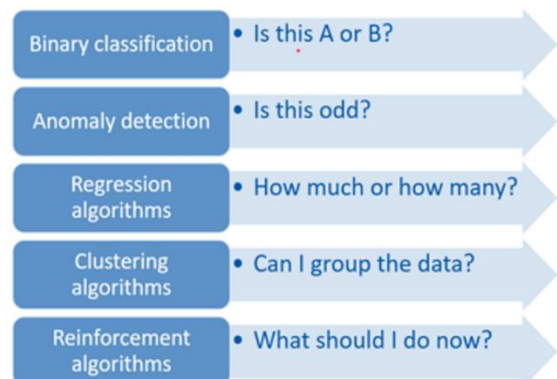 Binary classification
• Is this A or B?
Anomaly detection
• Is this odd?
Regression
algorithms
• How much or how many?
Clustering
algorithms
• Can I group the data?
Reinforcement
algorithms
• What should I do now?